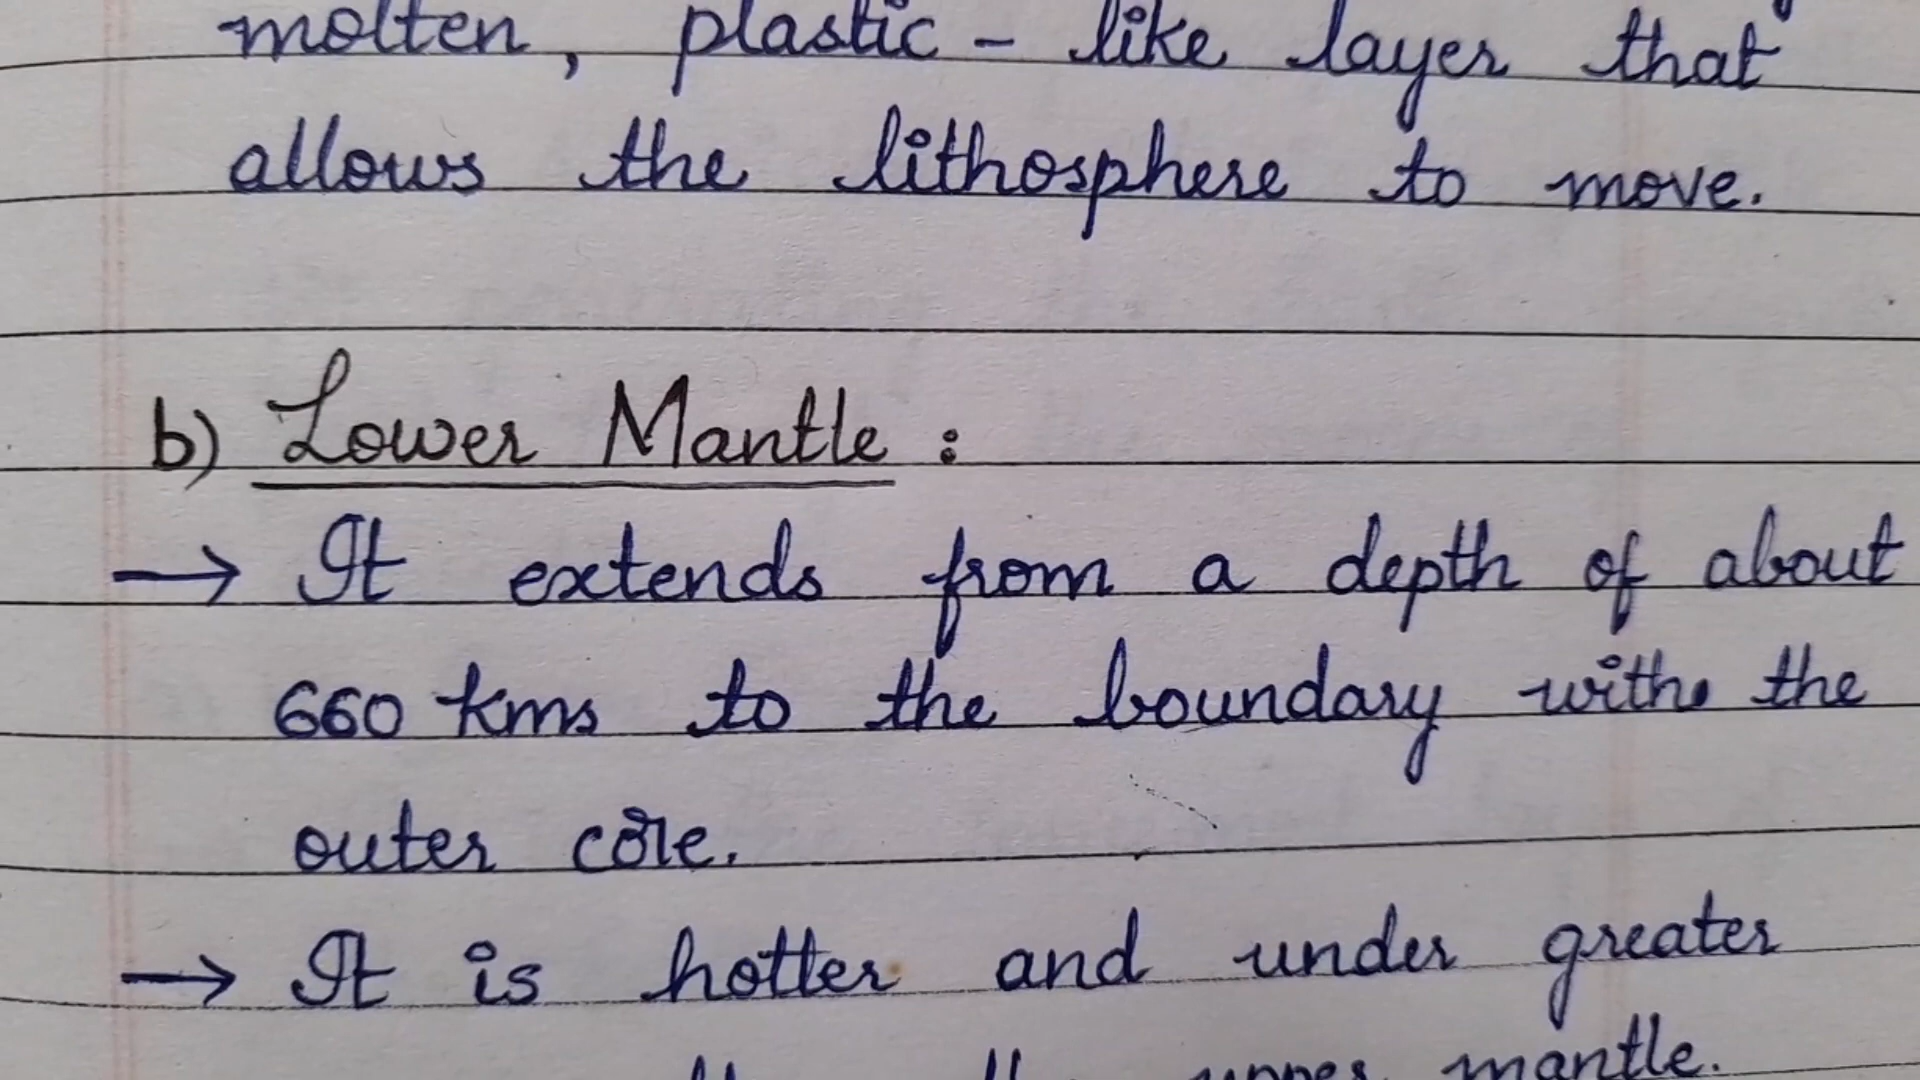 molten, plastic - like layer that
allows the lithosphere to move.
b) Lower Mantle :
→ It extends from a depth of about
660 kms to the boundary with the
outer core.
→ It is hotter and under greater
upper mantle.